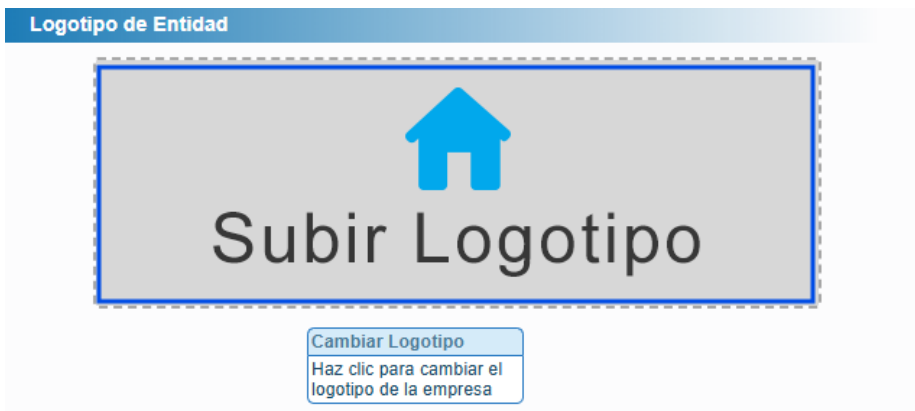 Logotipo de Entidad
Subir Logotipo
Cambiar Logotipo
Haz clic para cambiar el
logotipo de la empresa